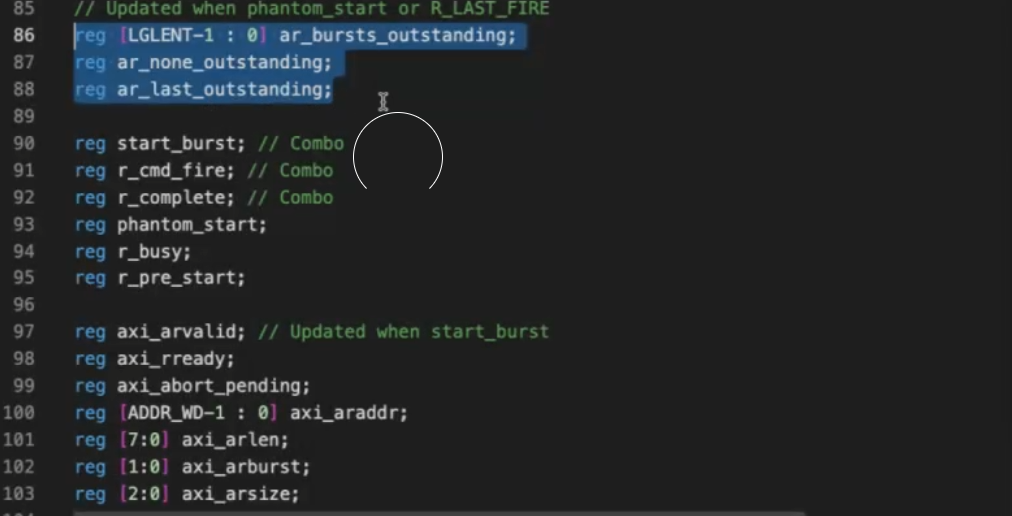 85 // Updated when phantom_start or R_LAST_FIRE
86 reg [LGLENT-1 : 0] ar_bursts_outstanding;
87 reg ar_none_outstanding;
88 reg ar_last_outstanding;
89
90 reg start_burst; // Combo
91 reg r_cmd_fire; // Combo
92 reg r_complete; // Combo
93 reg phantom_start;
94 reg r_busy;
95 reg r_pre_start;
96
97 reg axi_arvalid; // Updated when start_burst
98 reg axi_rready;
99 reg axi_abort_pending;
100 reg [ADDR_WD-1 : 0] axi_araddr;
101 reg [7:0] axi_arlen;
102 reg [1:0] axi_arburst;
103 reg [2:0] axi_arsize;